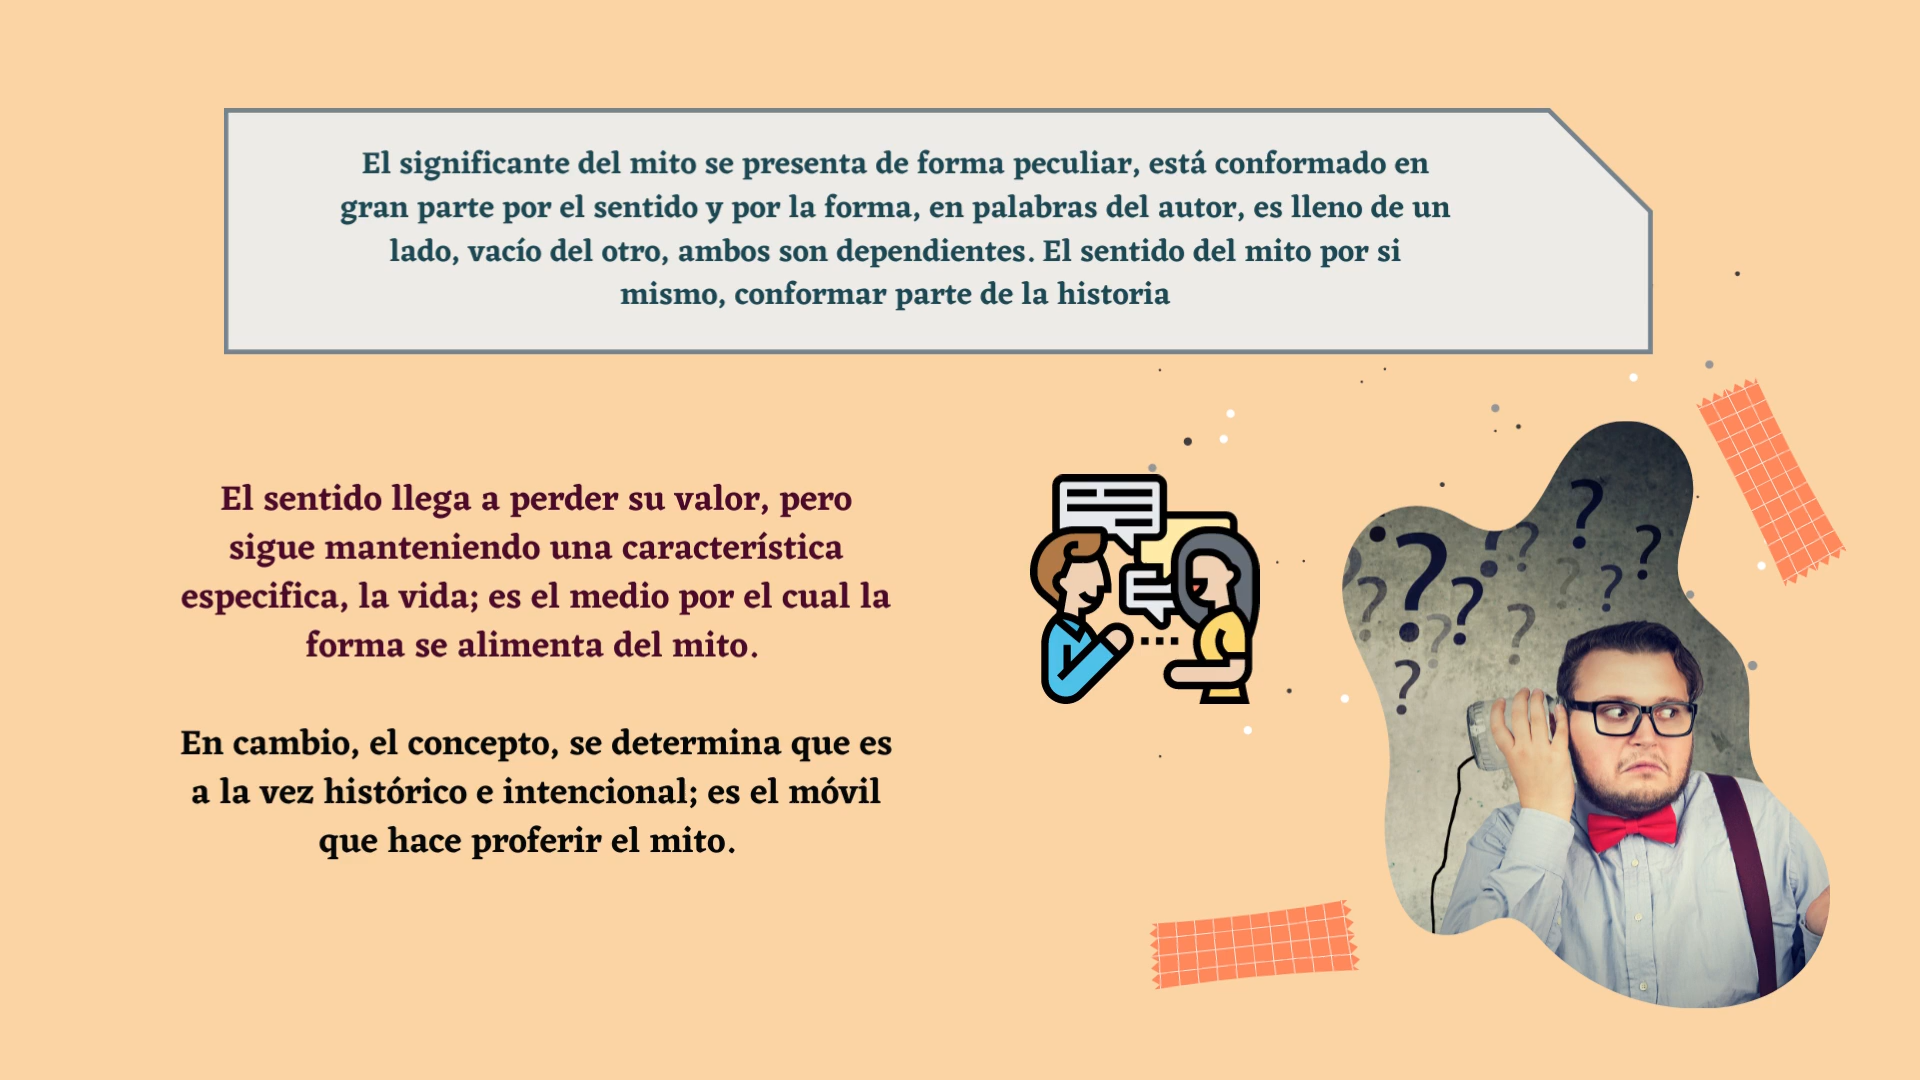 El significante del mito se presenta de forma peculiar, está conformado en
gran parte por el sentido y por la forma, en palabras del autor, es lleno de un
lado, vacío del otro, ambos son dependientes. El sentido del mito por si
mismo, conformar parte de la historia
El sentido llega a perder su valor, pero
sigue manteniendo una característica
especifica, la vida; es el medio por el cual la
forma se alimenta del mito.
En cambio, el concepto, se determina que es
a la vez histórico e intencional; es el móvil
que hace proferir el mito.